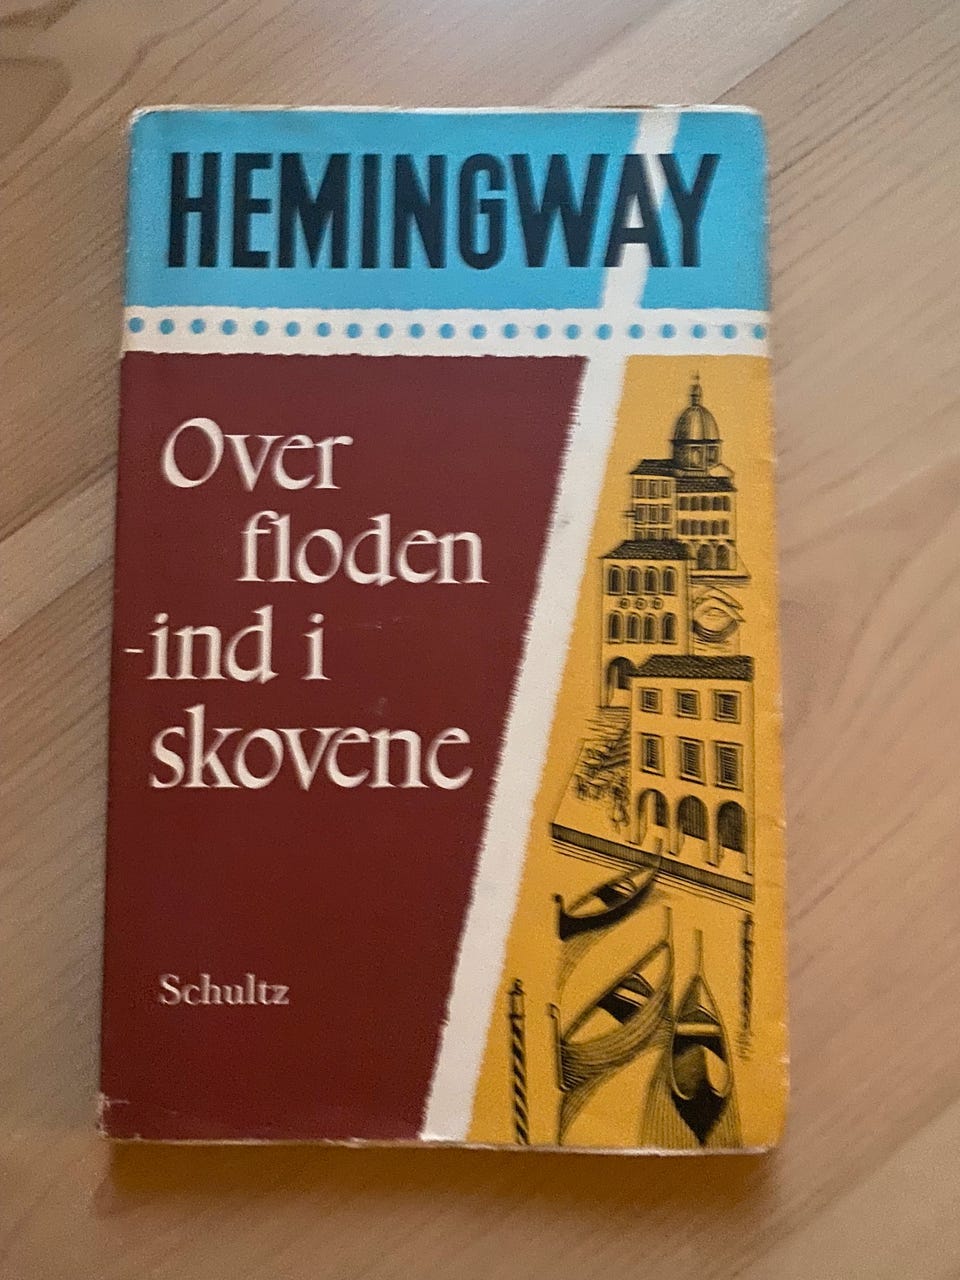 HEMINGWAY
Over
floden
-ind i
skovene
Schultz